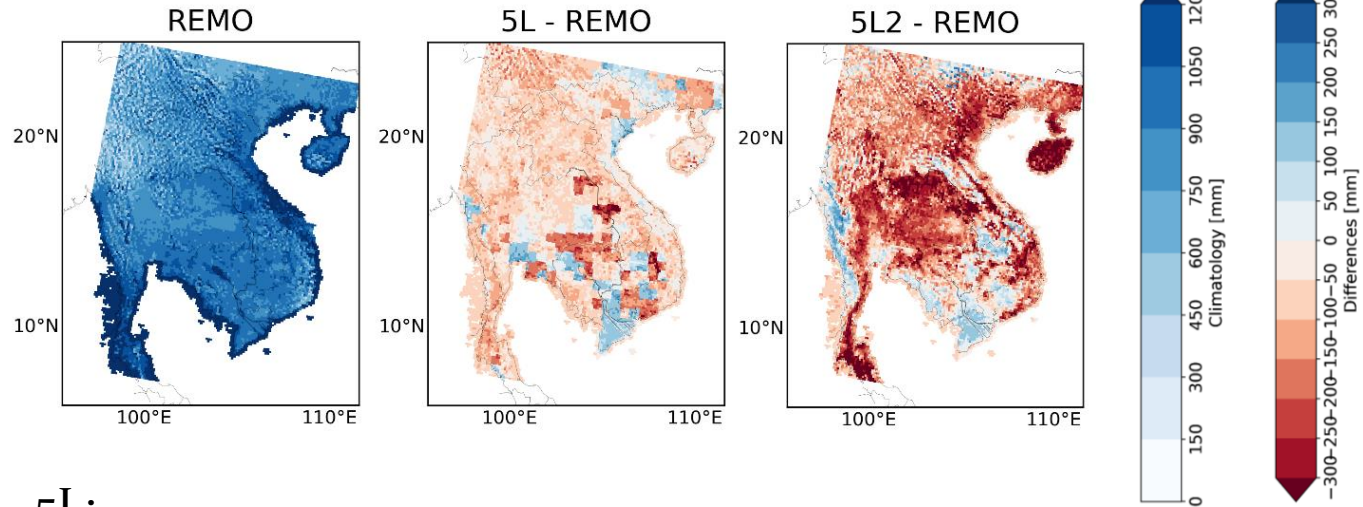 REMO
5L - REMO
5L2 - REMO
20°N
10°N
100°E
110°E
20°N
10°N
100°E
110°E
20°N
10°N
100°E
110°E
0
150
300
450
600
750
900
1050
Climatology [mm]
−300
−250
−200
−150
−100
−50
0
50
100
150
200
250
Differences [mm]